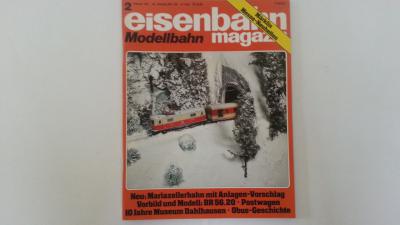 2
eisenbahn
Modellbahn magazin
Neu: Mariazellerbahn mit Anlagen-Vorschlag
Vorbild und Modell: BR 56.20 · Postwagen
10 Jahre Museum Dahlhausen · Obus-Geschichte